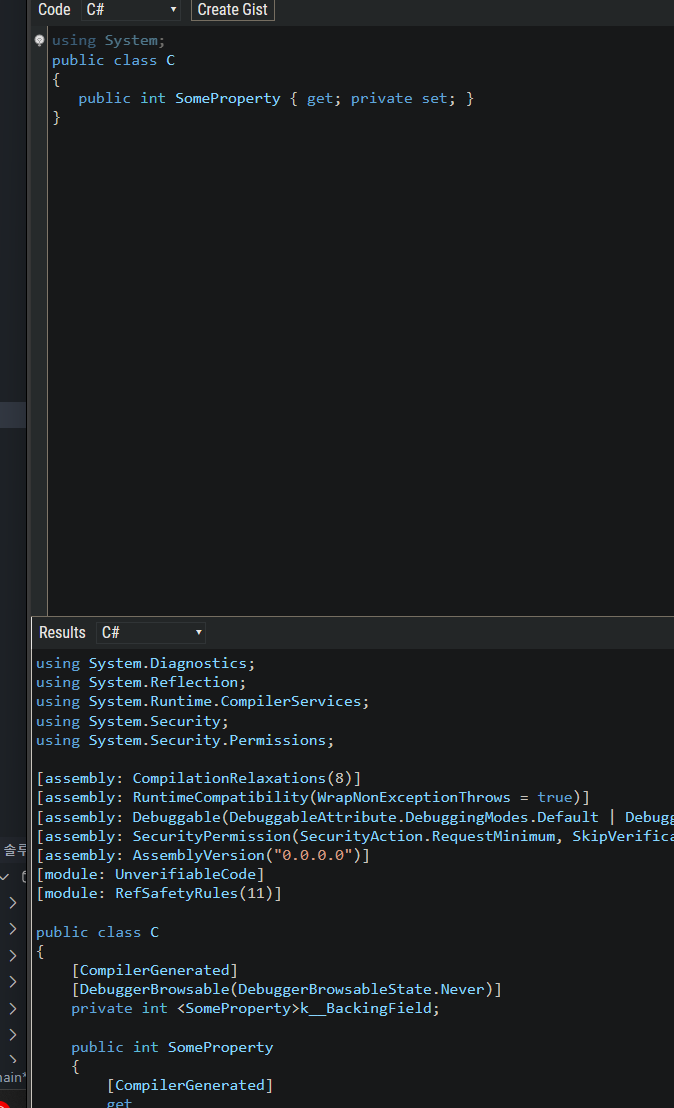 Code C# Create Gist
using System;
public class C
{
public int SomeProperty { get; private set; }
}
Results C#
using System.Diagnostics;
using System.Reflection;
using System.Runtime.CompilerServices;
using System.Security;
using System.Security.Permissions;
[assembly: CompilationRelaxations(8)]
[assembly: RuntimeCompatibility(WrapNonExceptionThrows = true)]
[assembly: Debuggable(DebuggableAttribute.DebuggingModes.Default | Debugg
[assembly: SecurityPermission(SecurityAction.RequestMinimum, SkipVerifica
[assembly: AssemblyVersion("0.0.0.0")]
솔루
[module: UnverifiableCode]
[module: RefSafetyRules(11)]
public class C
{
[CompilerGenerated]
[DebuggerBrowsable(DebuggerBrowsableState.Never)]
private int <SomeProperty>k__BackingField;
public int SomeProperty
{
ain*
[CompilerGenerated]
get